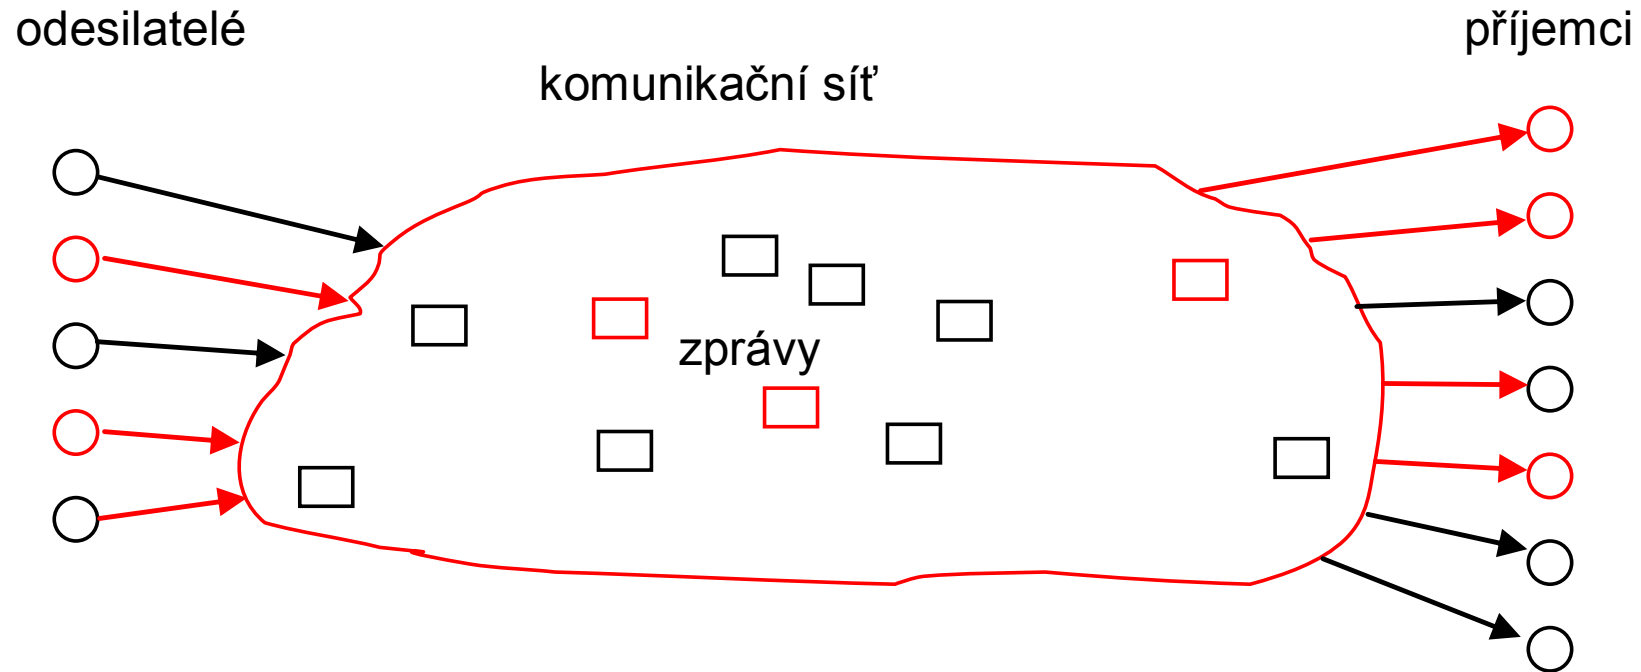 odesilatelé
příjemci
komunikační síť
zprávy